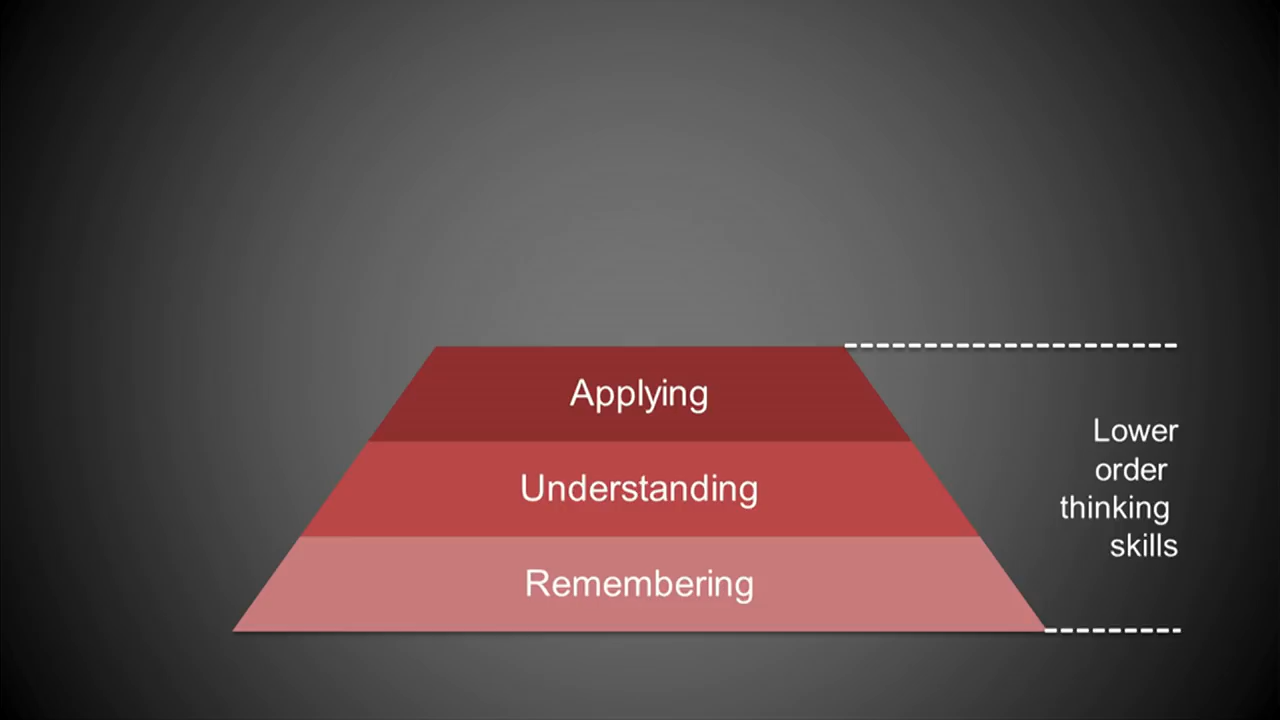 Applying
Understanding
Remembering
Lower
order
thinking
skills